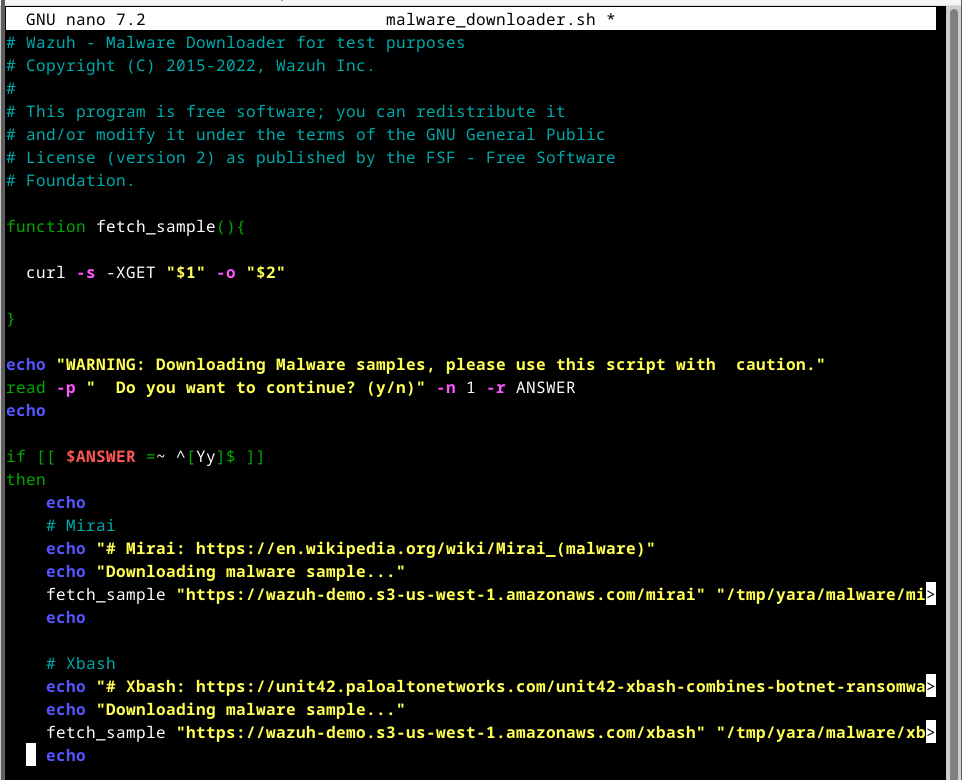 GNU nano 7.2 malware_downloader.sh *
# Wazuh - Malware Downloader for test purposes
# Copyright (C) 2015-2022, Wazuh Inc.
#
# This program is free software; you can redistribute it
# and/or modify it under the terms of the GNU General Public
# License (version 2) as published by the FSF - Free Software
# Foundation.
function fetch_sample(){
curl -s -XGET "$1" -o "$2"
}
echo "WARNING: Downloading Malware samples, please use this script with  caution."
read -p "  Do you want to continue? (y/n)" -n 1 -r ANSWER
echo
if [[ $ANSWER =~ ^[Yy]$ ]]
then
echo
# Mirai
echo "# Mirai: https://en.wikipedia.org/wiki/Mirai_(malware)"
echo "Downloading malware sample..."
fetch_sample "https://wazuh-demo.s3-us-west-1.amazonaws.com/mirai" "/tmp/yara/malware/mi>
echo
# Xbash
echo "# Xbash: https://unit42.paloaltonetworks.com/unit42-xbash-combines-botnet-ransomwa>
echo "Downloading malware sample..."
fetch_sample "https://wazuh-demo.s3-us-west-1.amazonaws.com/xbash" "/tmp/yara/malware/xb>
echo